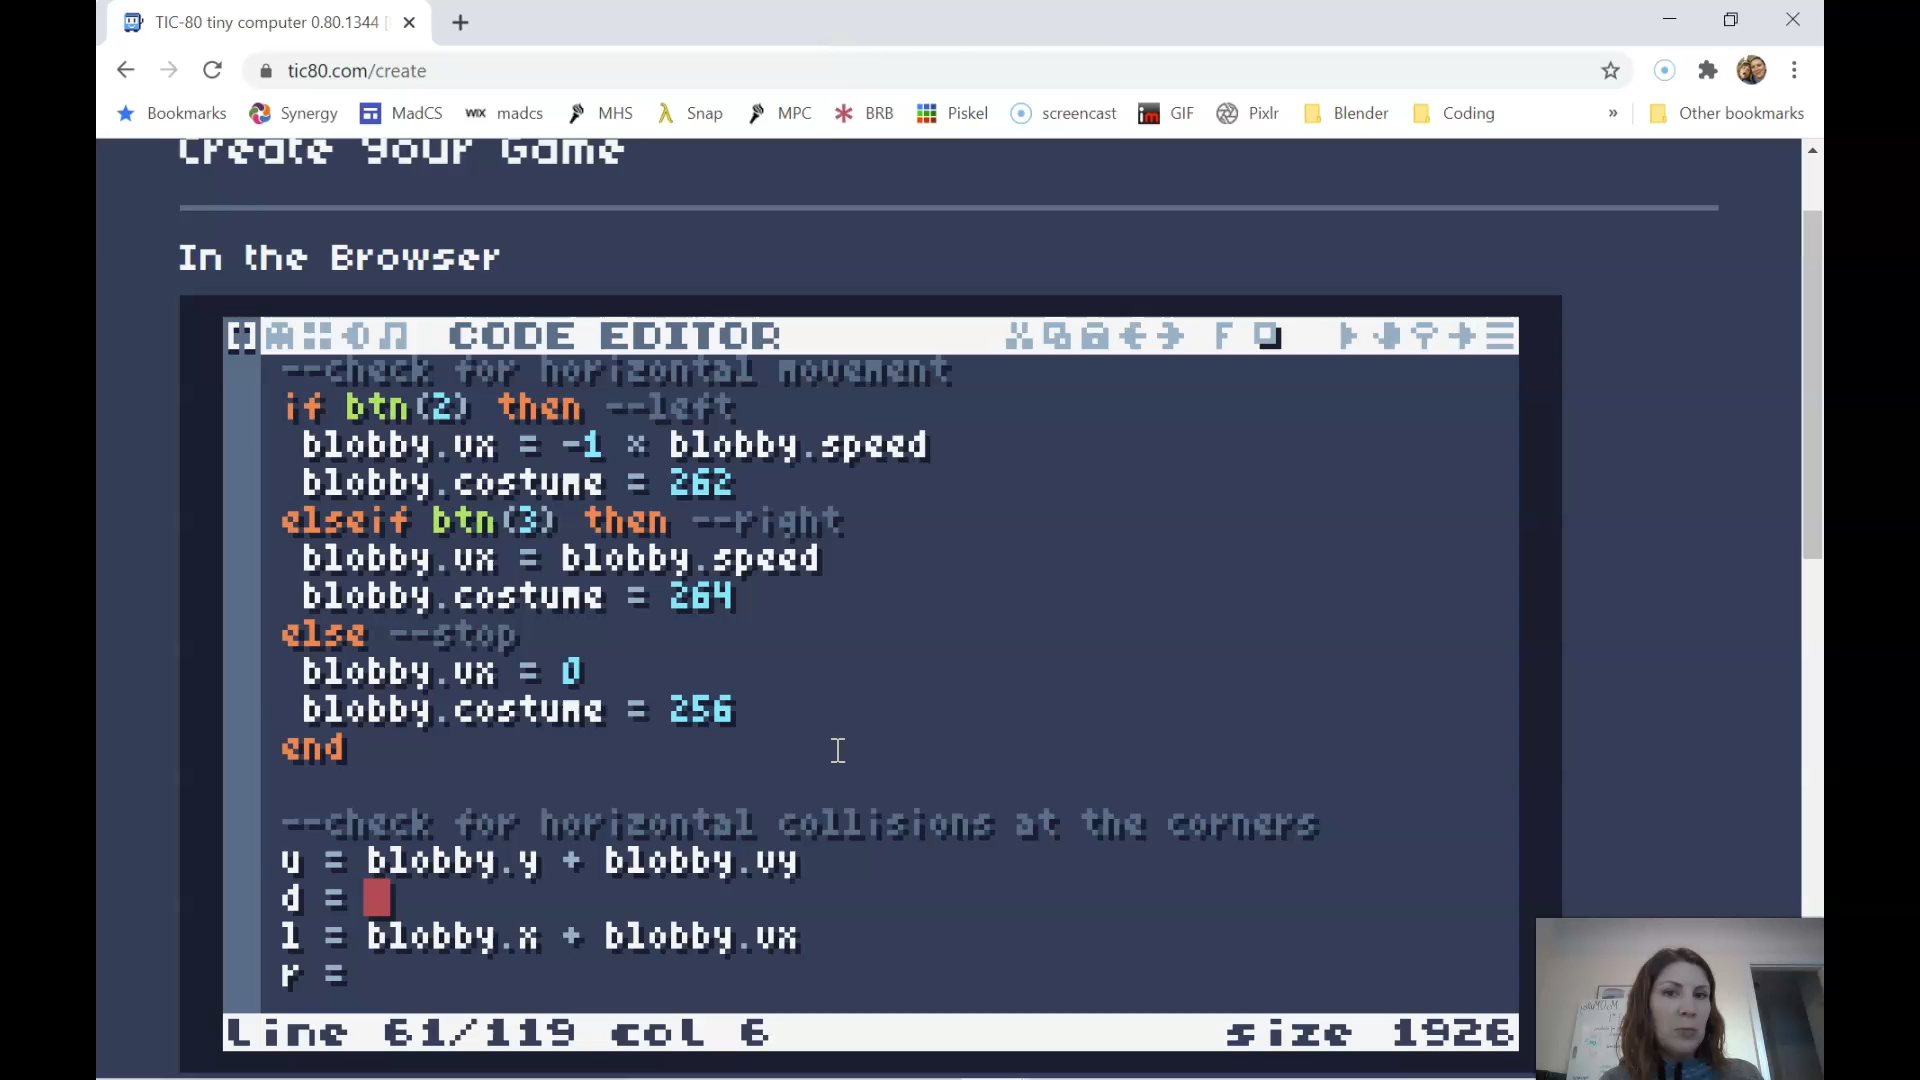 TIC-80 tiny computer 0.80.1344 [
tic80.com/create
Bookmarks Synergy MadCS WIX madcs MHS Snap MPC BRB Piskel screencast im GIF Pixlr Blender Coding » Other bookmarks
Create your Game
In the Browser
CODE EDITOR F
--check for horizontal movement
if btn(2) then --left
blobby.vx = -1 * blobby.speed
blobby.costume = 262
elseif btn(3) then --right
blobby.vx = blobby.speed
blobby.costume = 264
else --stop
blobby.vx = 0
blobby.costume = 256
end
--check for horizontal collisions at the corners
u = blobby.y + blobby.vy
d =
l = blobby.x + blobby.vx
r =
line 61/119 col 6 size 1926